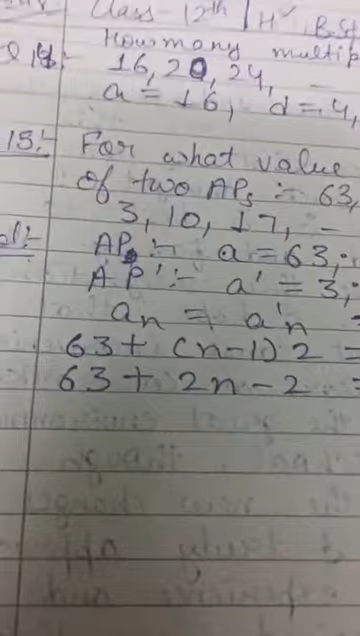 Class-12th | H
How many multip
14:- 16, 20, 24, -
a = 16, d = 4,
15:- For what value
of two APs :- 63,
3, 10, 17, -
AP :- a = 63,
AP' :- a' = 3,
an = a'n =
63 + (n-1) 2 =
63 + 2n - 2 =